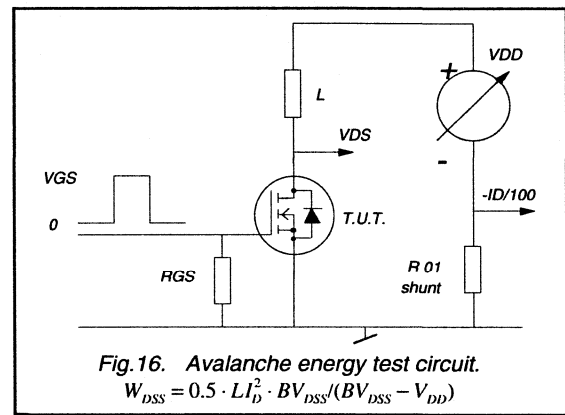 +
VDD
L
-
VDS
VGS
-ID/100
0
T.U.T.
RGS
R 01
shunt
Fig.16. Avalanche energy test circuit.
W_DSS = 0.5 · LI_D^2 · BV_DSS/(BV_DSS − V_DD)